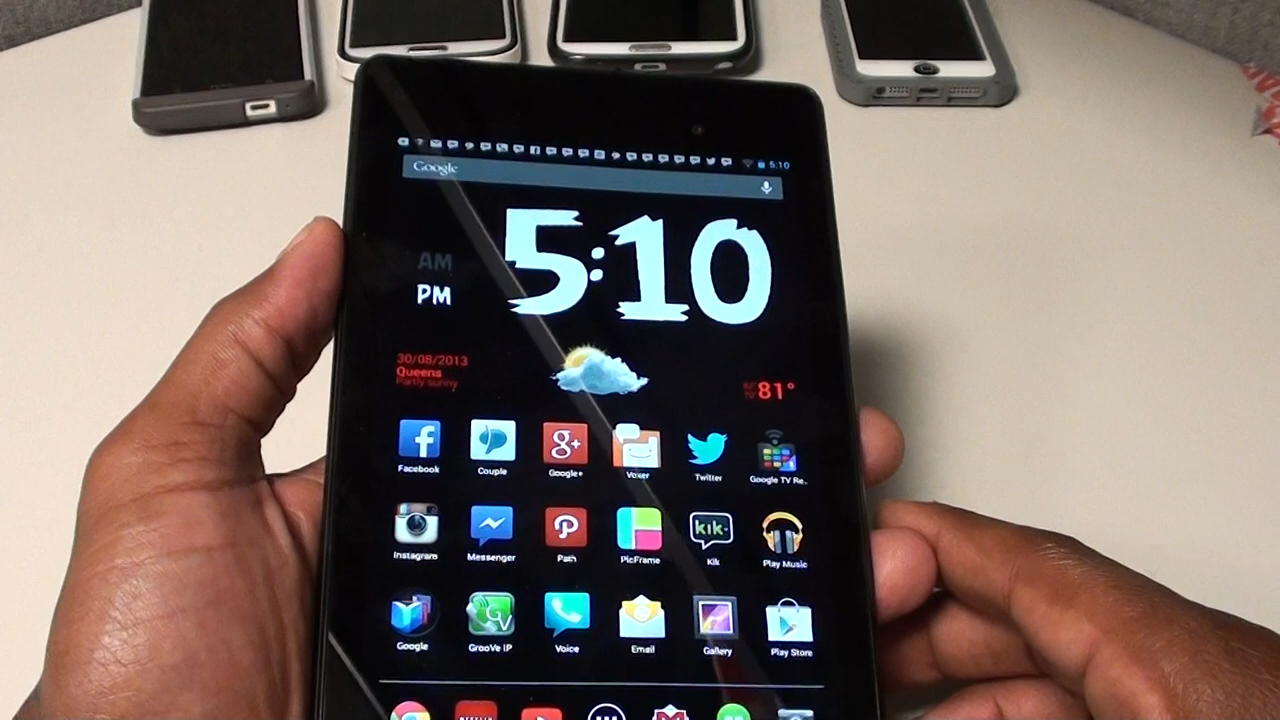 5:10
Google
5:10
AM
PM
30/08/2013
Queens
Partly sunny
81°
Facebook
Couple
Google+
Voxer
Twitter
Google TV Re..
Instagram
Messenger
Path
PicFrame
kik
Kik
Play Music
Google
GV
GrooVe IP
Voice
Email
Gallery
Play Store
NETFLIX